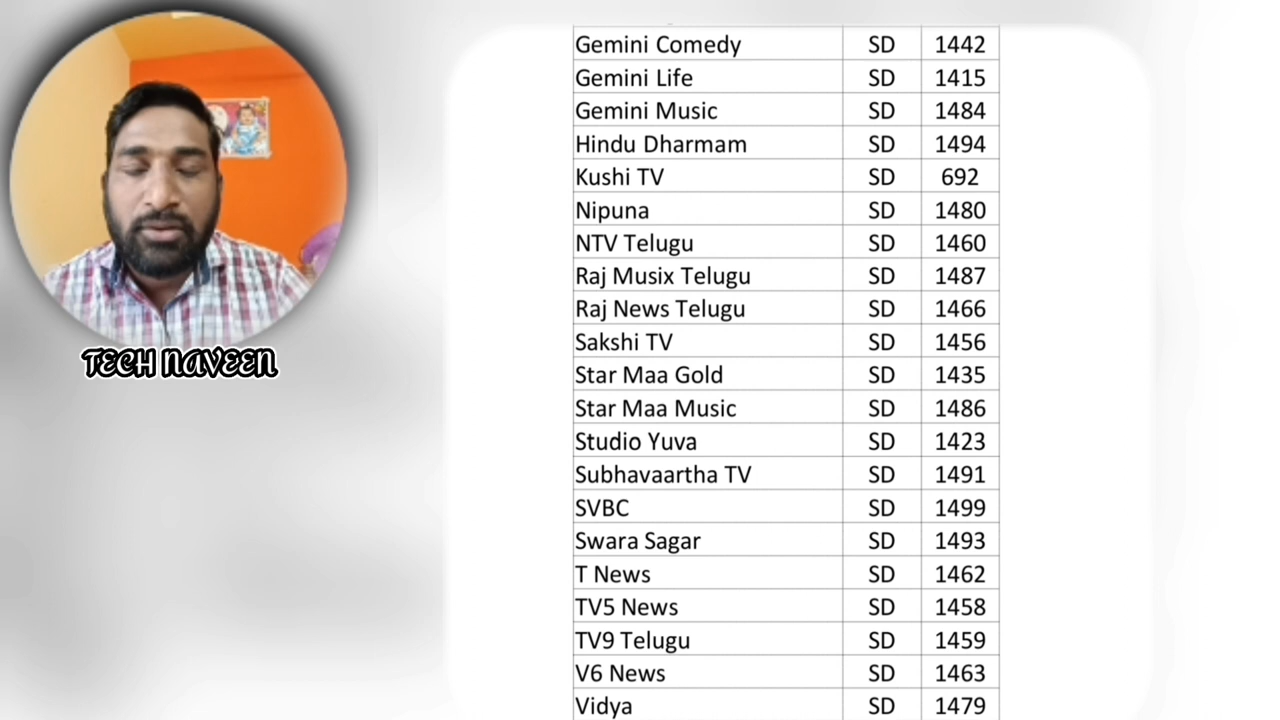 Gemini Comedy SD 1442
Gemini Life SD 1415
Gemini Music SD 1484
Hindu Dharmam SD 1494
Kushi TV SD 692
Nipuna SD 1480
NTV Telugu SD 1460
Raj Musix Telugu SD 1487
Raj News Telugu SD 1466
Sakshi TV SD 1456
Star Maa Gold SD 1435
Star Maa Music SD 1486
Studio Yuva SD 1423
Subhavaartha TV SD 1491
SVBC SD 1499
Swara Sagar SD 1493
T News SD 1462
TV5 News SD 1458
TV9 Telugu SD 1459
V6 News SD 1463
Vidya SD 1479
TECH NAVEEN